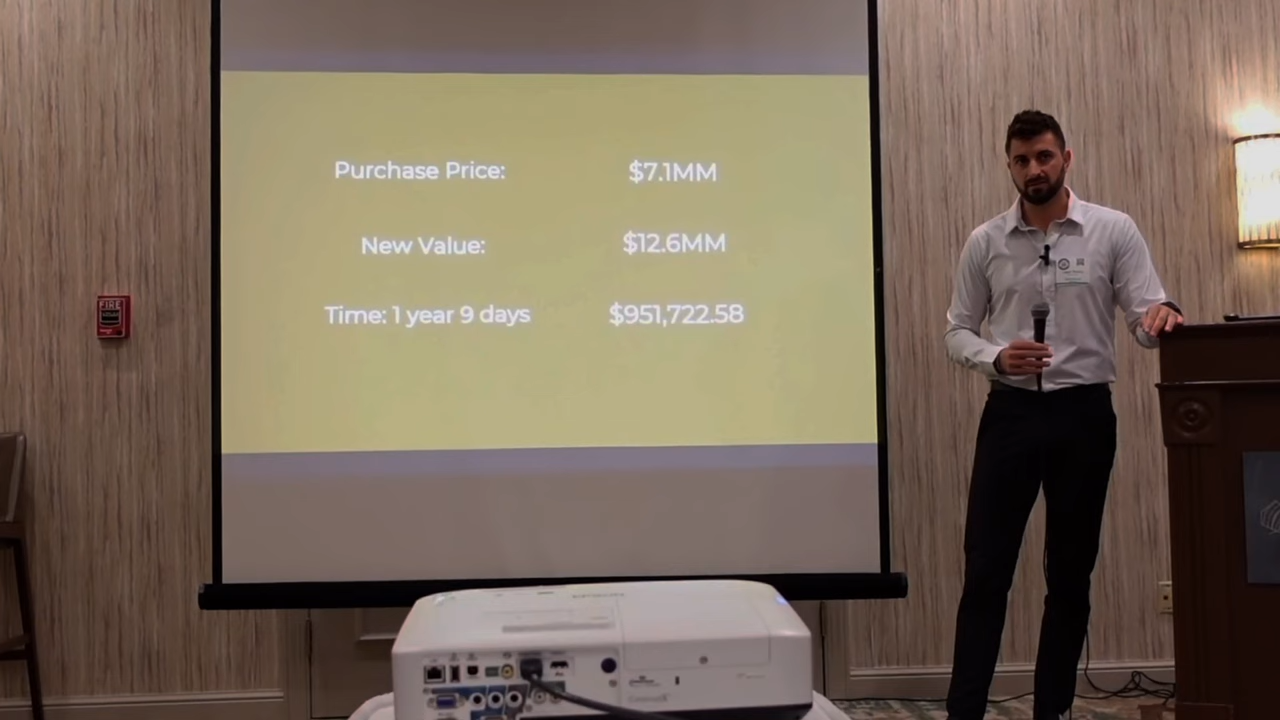 Purchase Price: $7.1MM
New Value: $12.6MM
Time: 1 year 9 days $951,722.58
FIRE